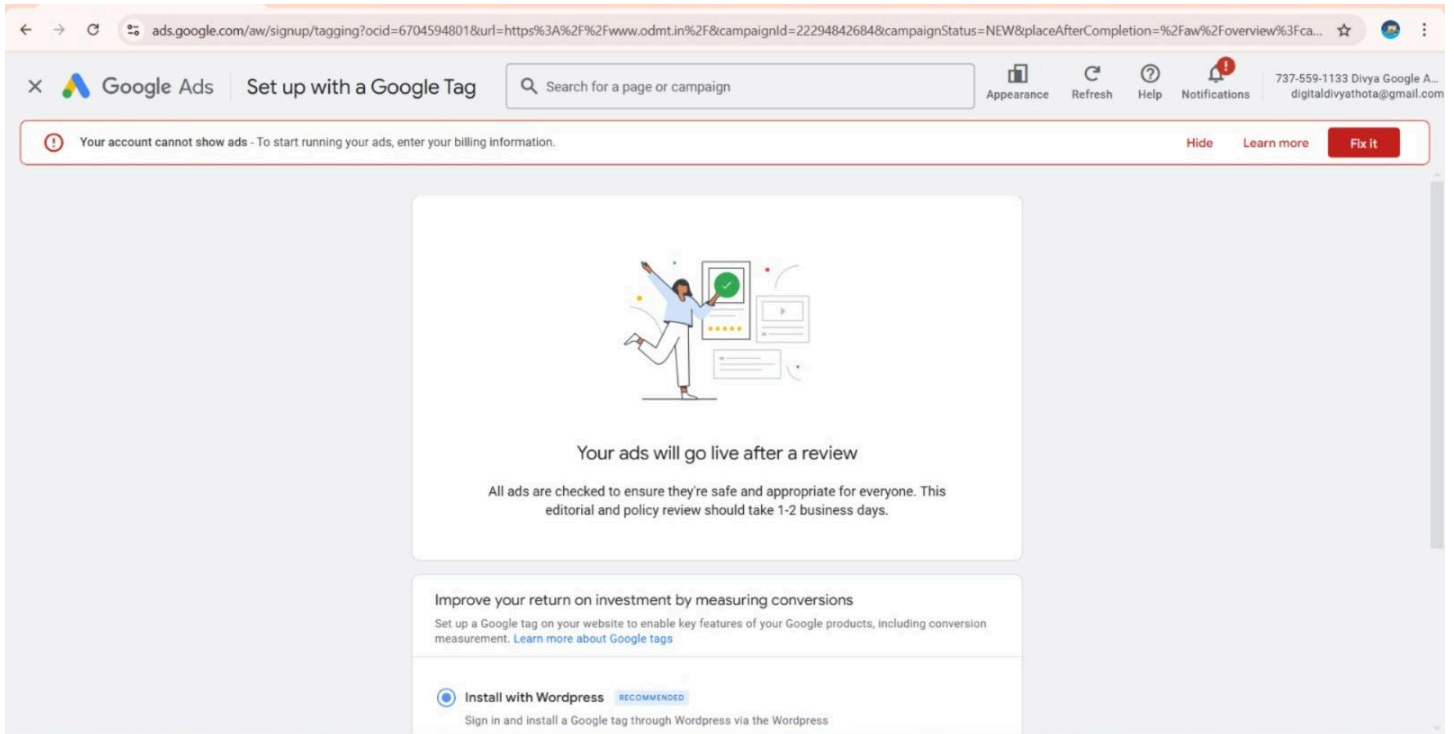 ads.google.com/aw/signup/tagging?ocid=6704594801&url=https%3A%2F%2Fwww.odmt.in%2F&campaignId=22294842684&campaignStatus=NEW&placeAfterCompletion=%2Faw%2Foverview%3Fca...
Google Ads Set up with a Google Tag Search for a page or campaign Appearance Refresh Help Notifications 737-559-1133 Divya Google A...
digitaldivyathota@gmail.com
Your account cannot show ads - To start running your ads, enter your billing information. Hide Learn more Fix it
Your ads will go live after a review
All ads are checked to ensure they're safe and appropriate for everyone. This
editorial and policy review should take 1-2 business days.
Improve your return on investment by measuring conversions
Set up a Google tag on your website to enable key features of your Google products, including conversion
measurement. Learn more about Google tags
Install with Wordpress RECOMMENDED
Sign in and install a Google tag through Wordpress via the Wordpress